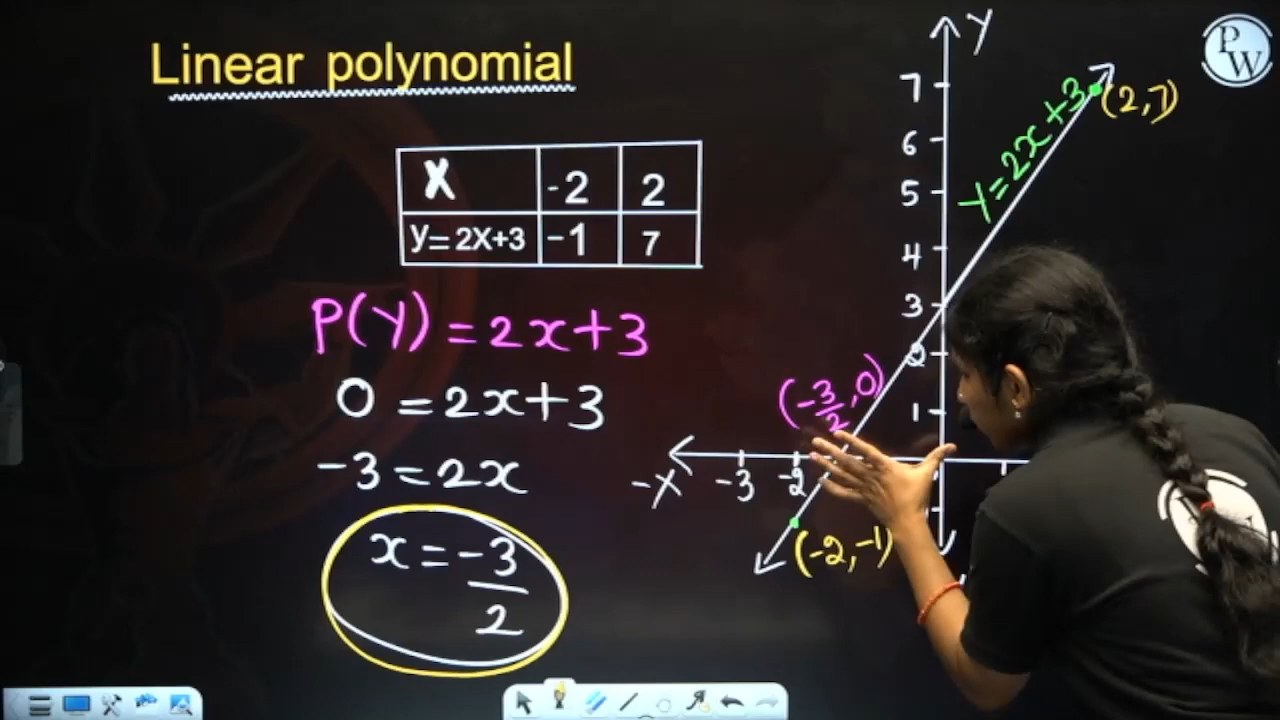 Linear polynomial
X -2 2
y=2X+3 -1 7
P(Y) = 2x+3
0 = 2x+3
-3 = 2x
x = -3/2
Y
7
6
5
4
3
2
1
Y=2x+3
(2,7)
(-3/2,0)
-X -3 -2
(-2,-1)
PW